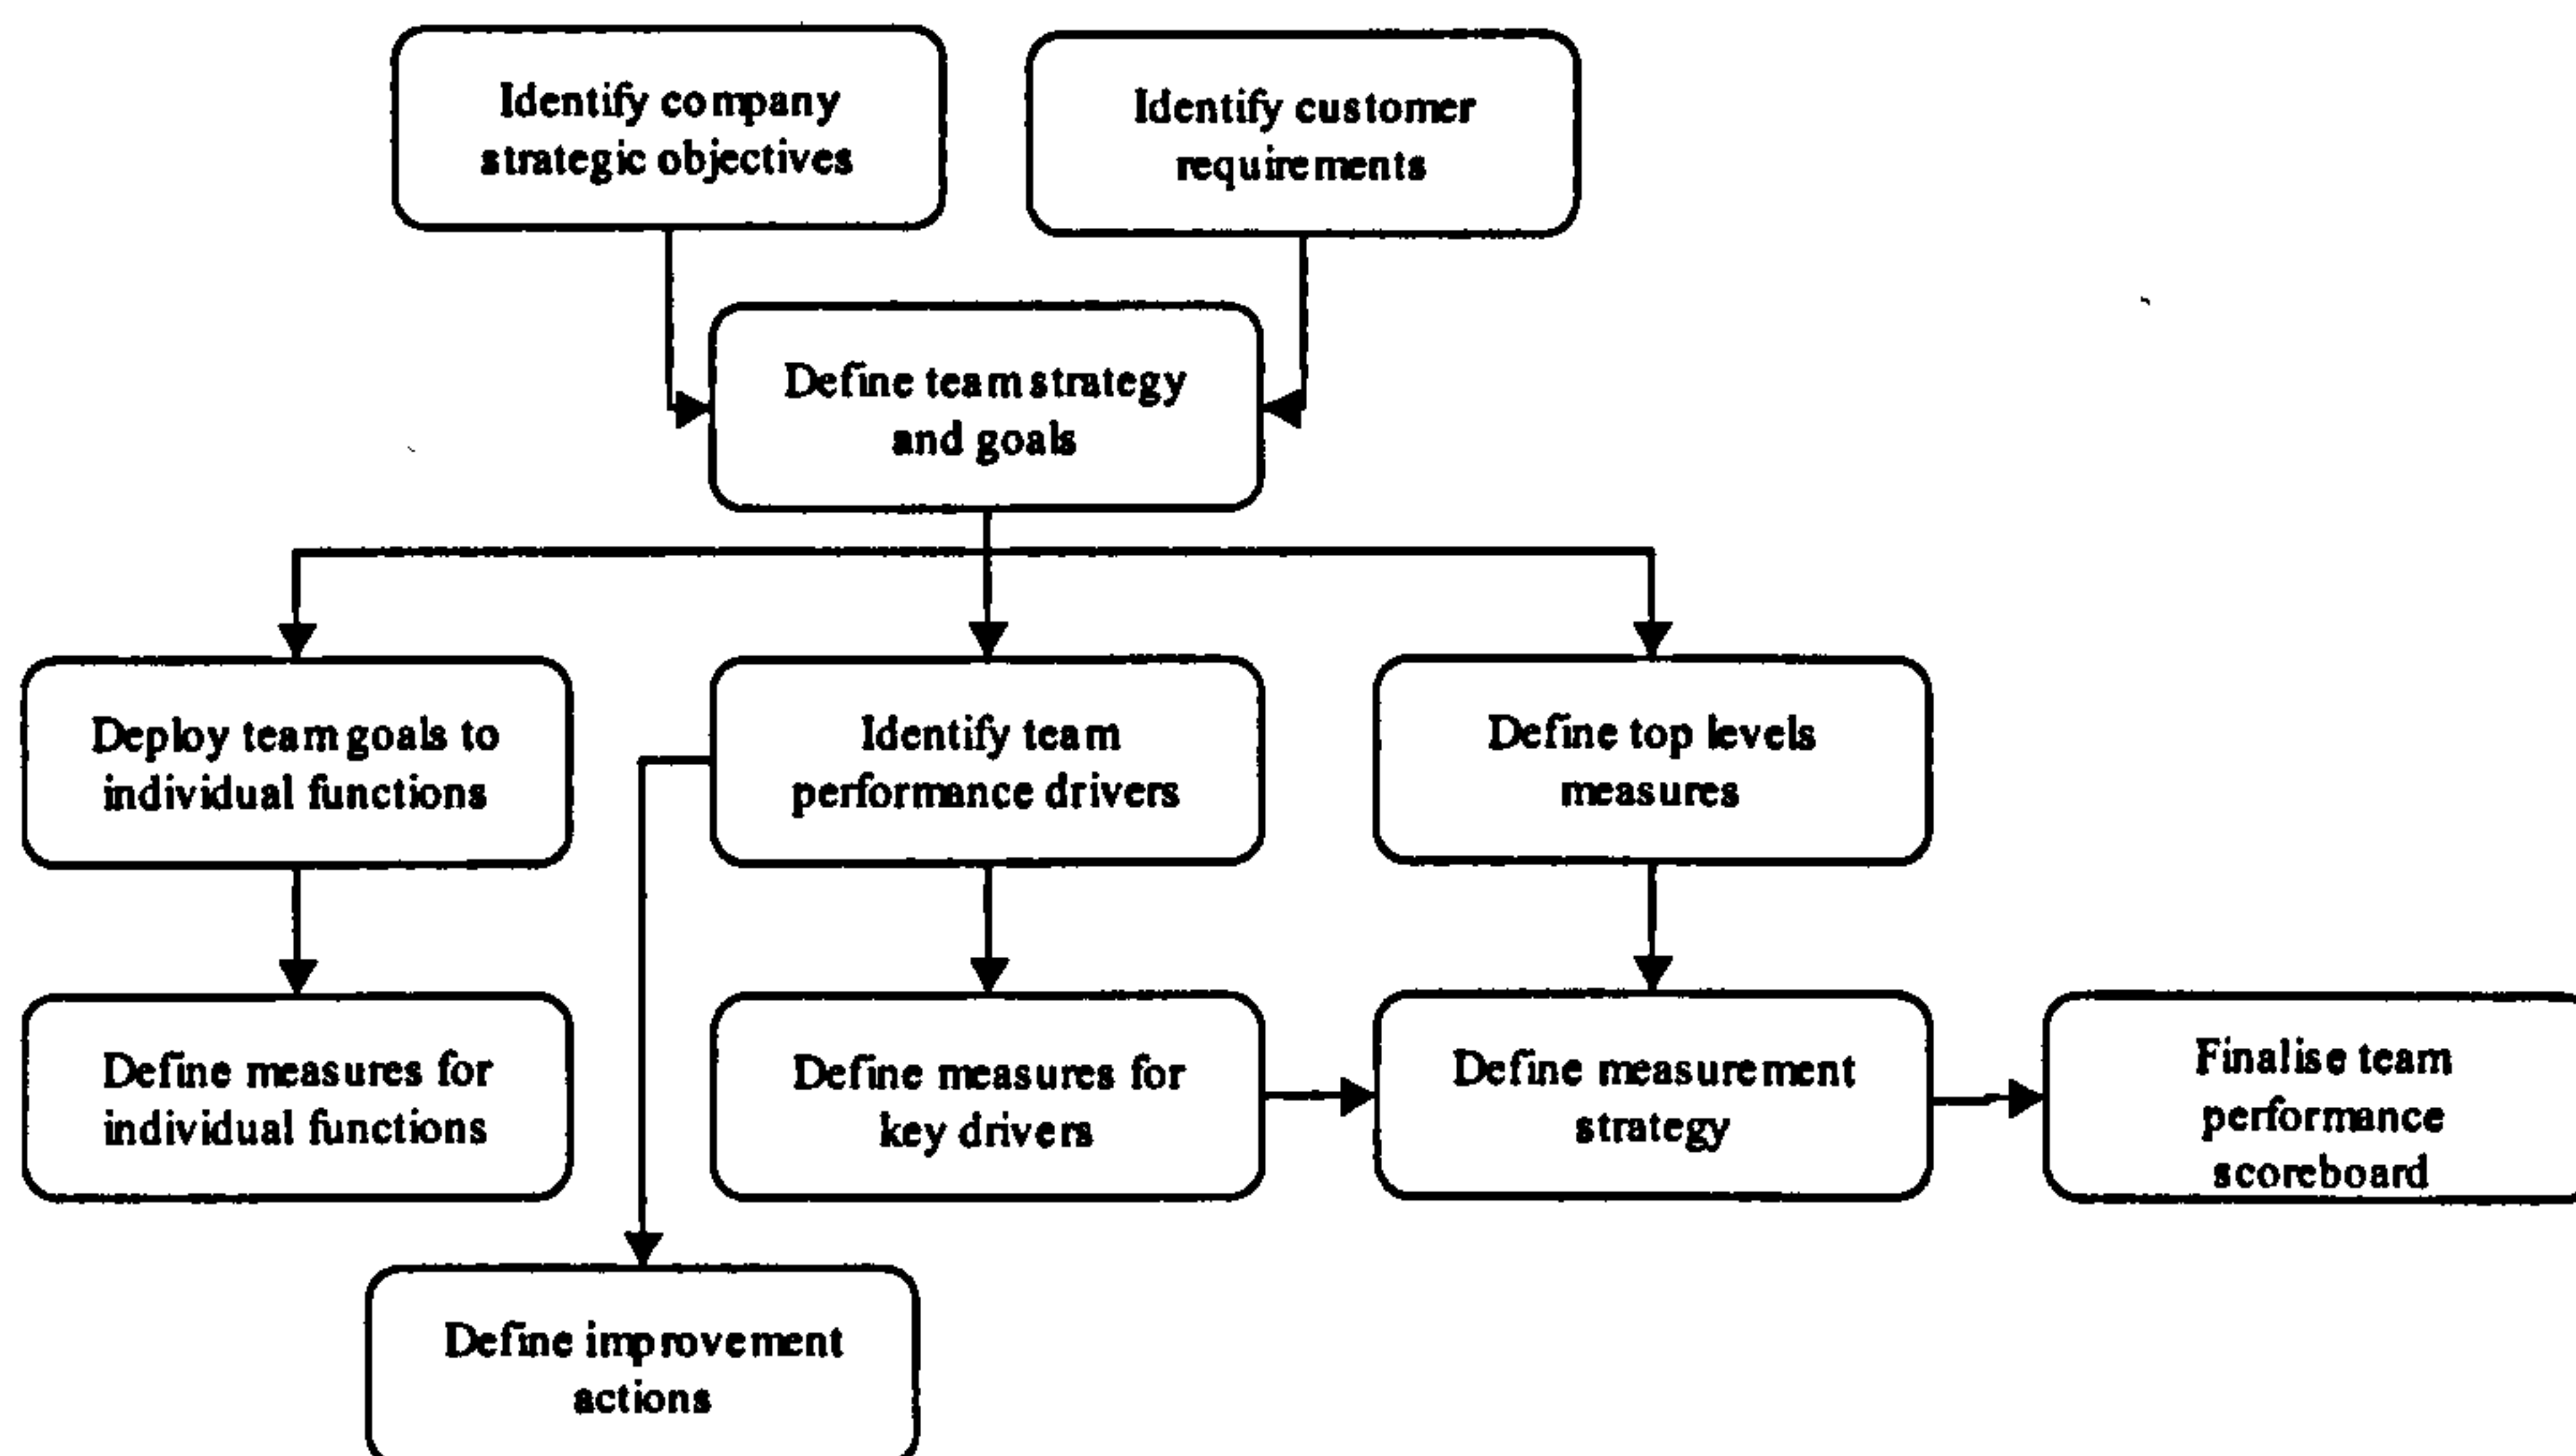 Identify company
strategic objectives
Identify customer
requirements
Define team strategy
and goals
Deploy team goals to
individual functions
Identify team
performance drivers
Define top levels
measures
Define measures for
individual functions
Define measures for
key drivers
Define measurement
strategy
Finalise team
performance
scoreboard
Define improvement
actions